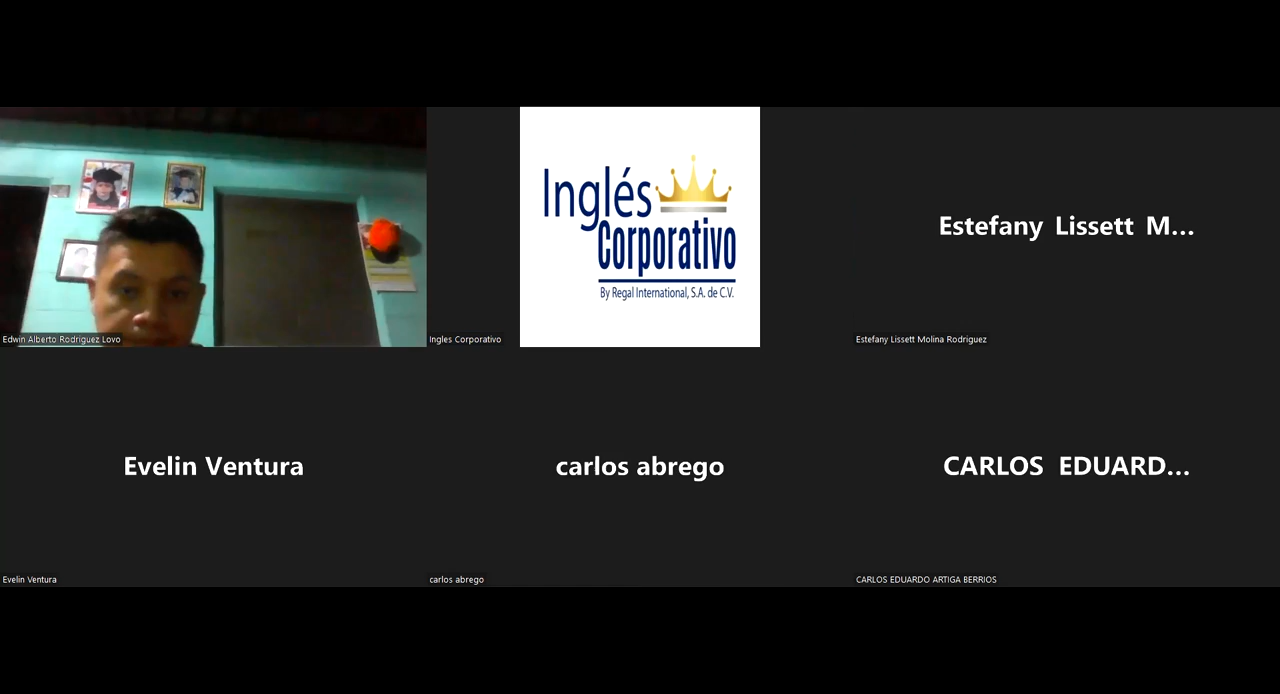 Inglés
Corporativo
By Regal International, S.A. de C.V.
Estefany Lissett M...
Edwin Alberto Rodriguez Lovo
Ingles Corporativo
Estefany Lissett Molina Rodriguez
Evelin Ventura
carlos abrego
CARLOS EDUARD...
Evelin Ventura
carlos abrego
CARLOS EDUARDO ARTIGA BERRIOS